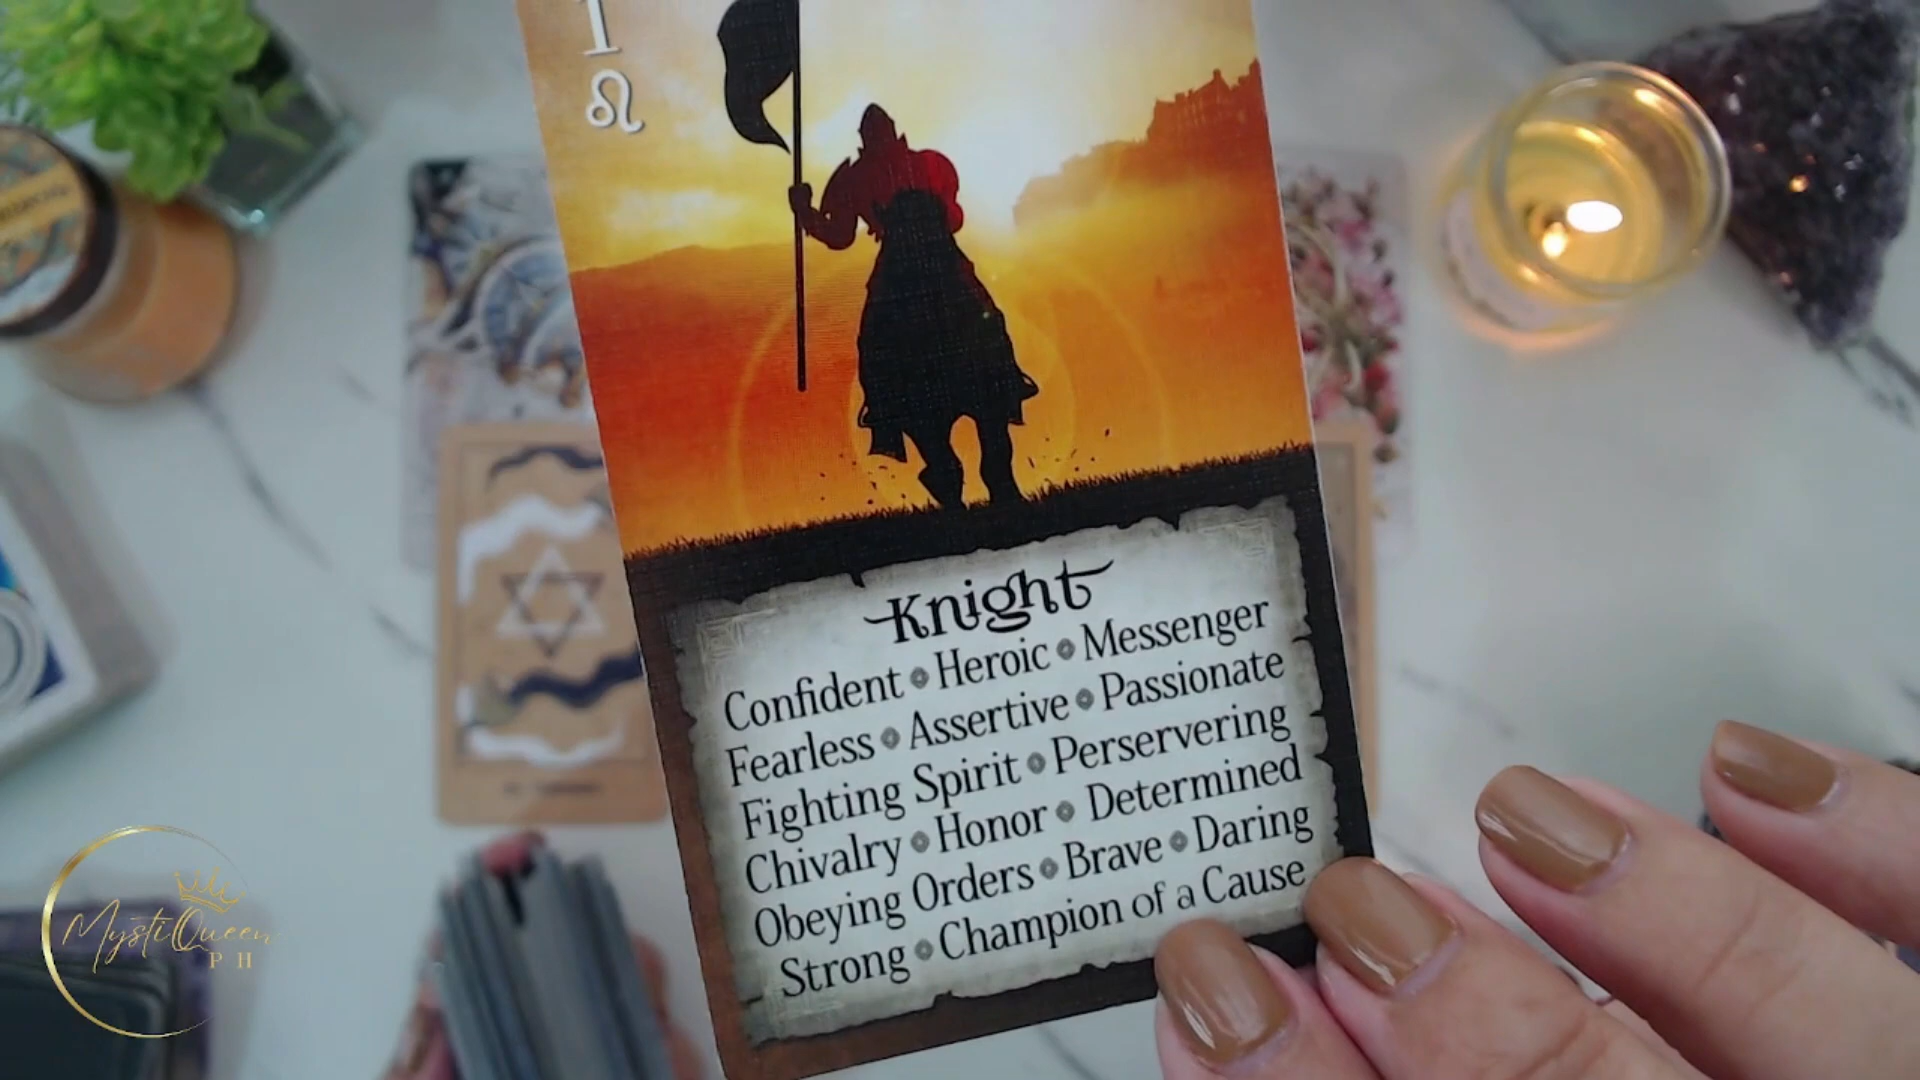 1
♌
Knight
Confident • Heroic • Messenger
Fearless • Assertive • Passionate
Fighting Spirit • Perservering
Chivalry • Honor • Determined
Obeying Orders • Brave • Daring
Strong • Champion of a Cause
MystiQueen
PH